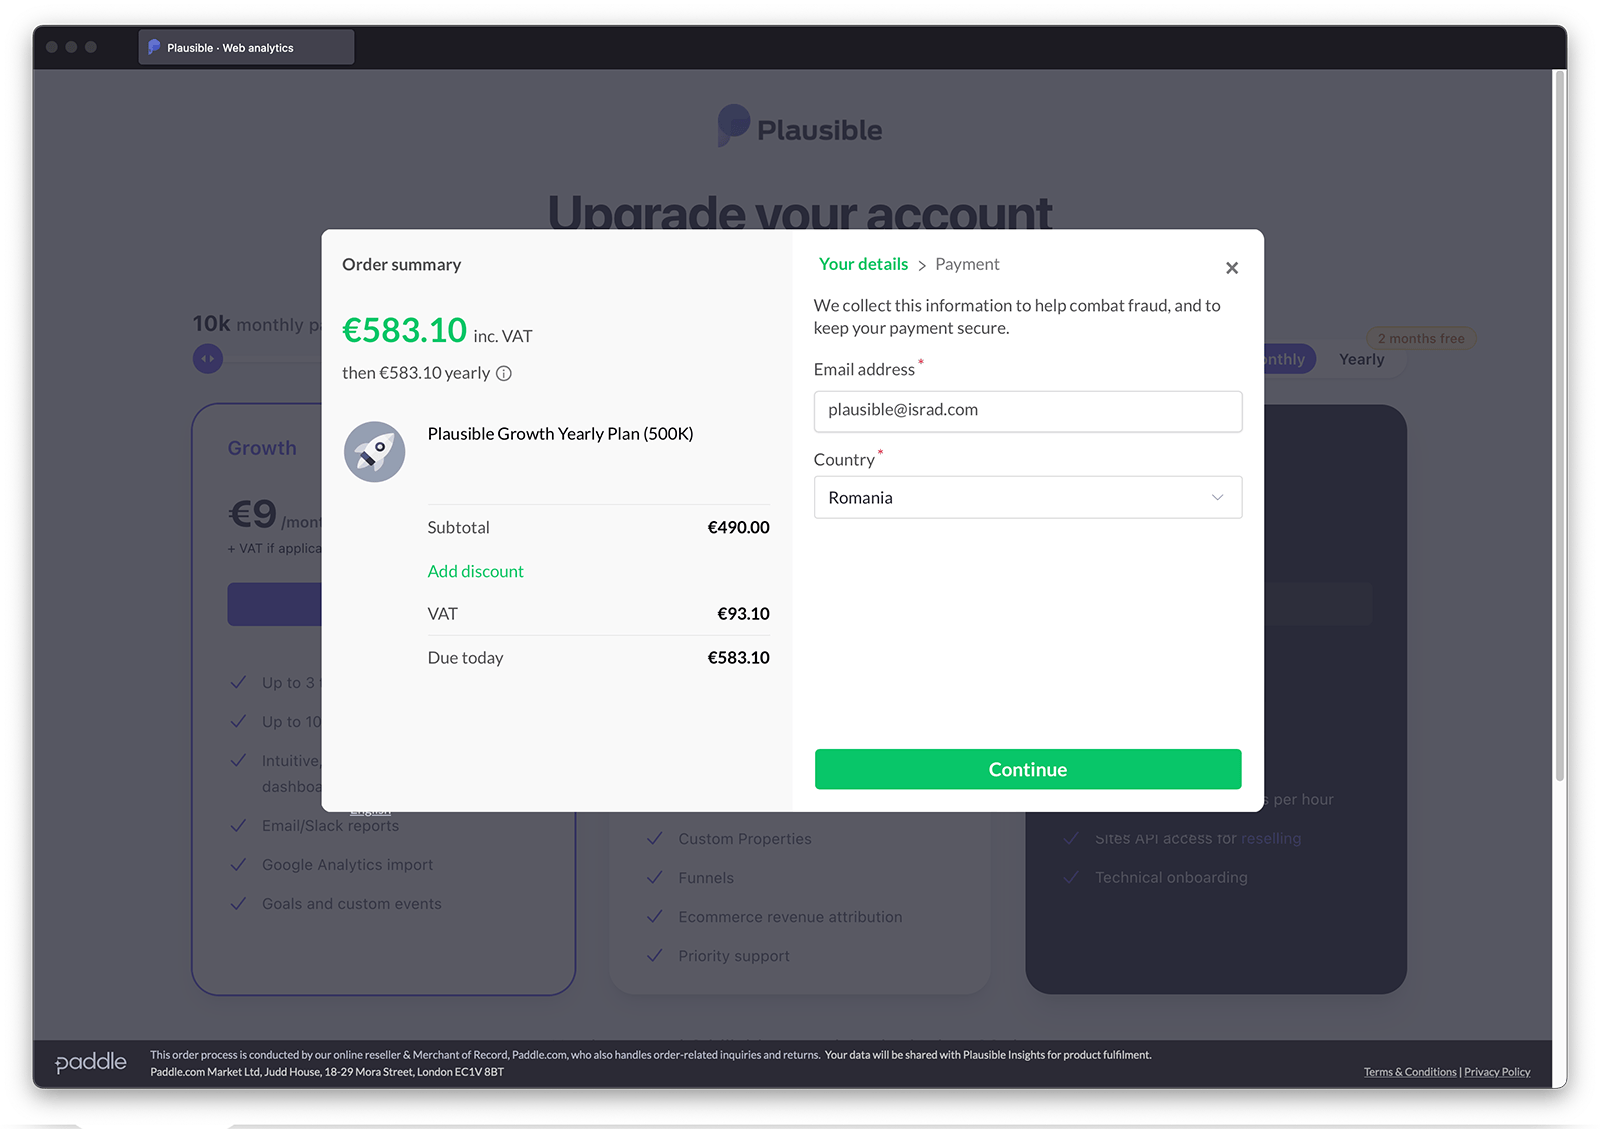 Plausible · Web analytics
Plausible
Upgrade your account
10k monthly
2 months free
Yearly
Order summary
€583.10 inc. VAT
then €583.10 yearly
Plausible Growth Yearly Plan (500K)
Subtotal €490.00
Add discount
VAT €93.10
Due today €583.10
Your details > Payment
We collect this information to help combat fraud, and to
keep your payment secure.
Email address *
plausible@israd.com
Country *
Romania
Continue
Growth
€9 /mont
+ VAT if applica
Up to 3
Up to 10
Intuitive,
dashboa
English
Email/Slack reports
Google Analytics import
Goals and custom events
Custom Properties
Funnels
Ecommerce revenue attribution
Priority support
per hour
Sites API access for reselling
Technical onboarding
paddle
This order process is conducted by our online reseller & Merchant of Record, Paddle.com, who also handles order-related inquiries and returns. Your data will be shared with Plausible Insights for product fulfilment.
Paddle.com Market Ltd, Judd House, 18-29 Mora Street, London EC1V 8BT
Terms & Conditions | Privacy Policy